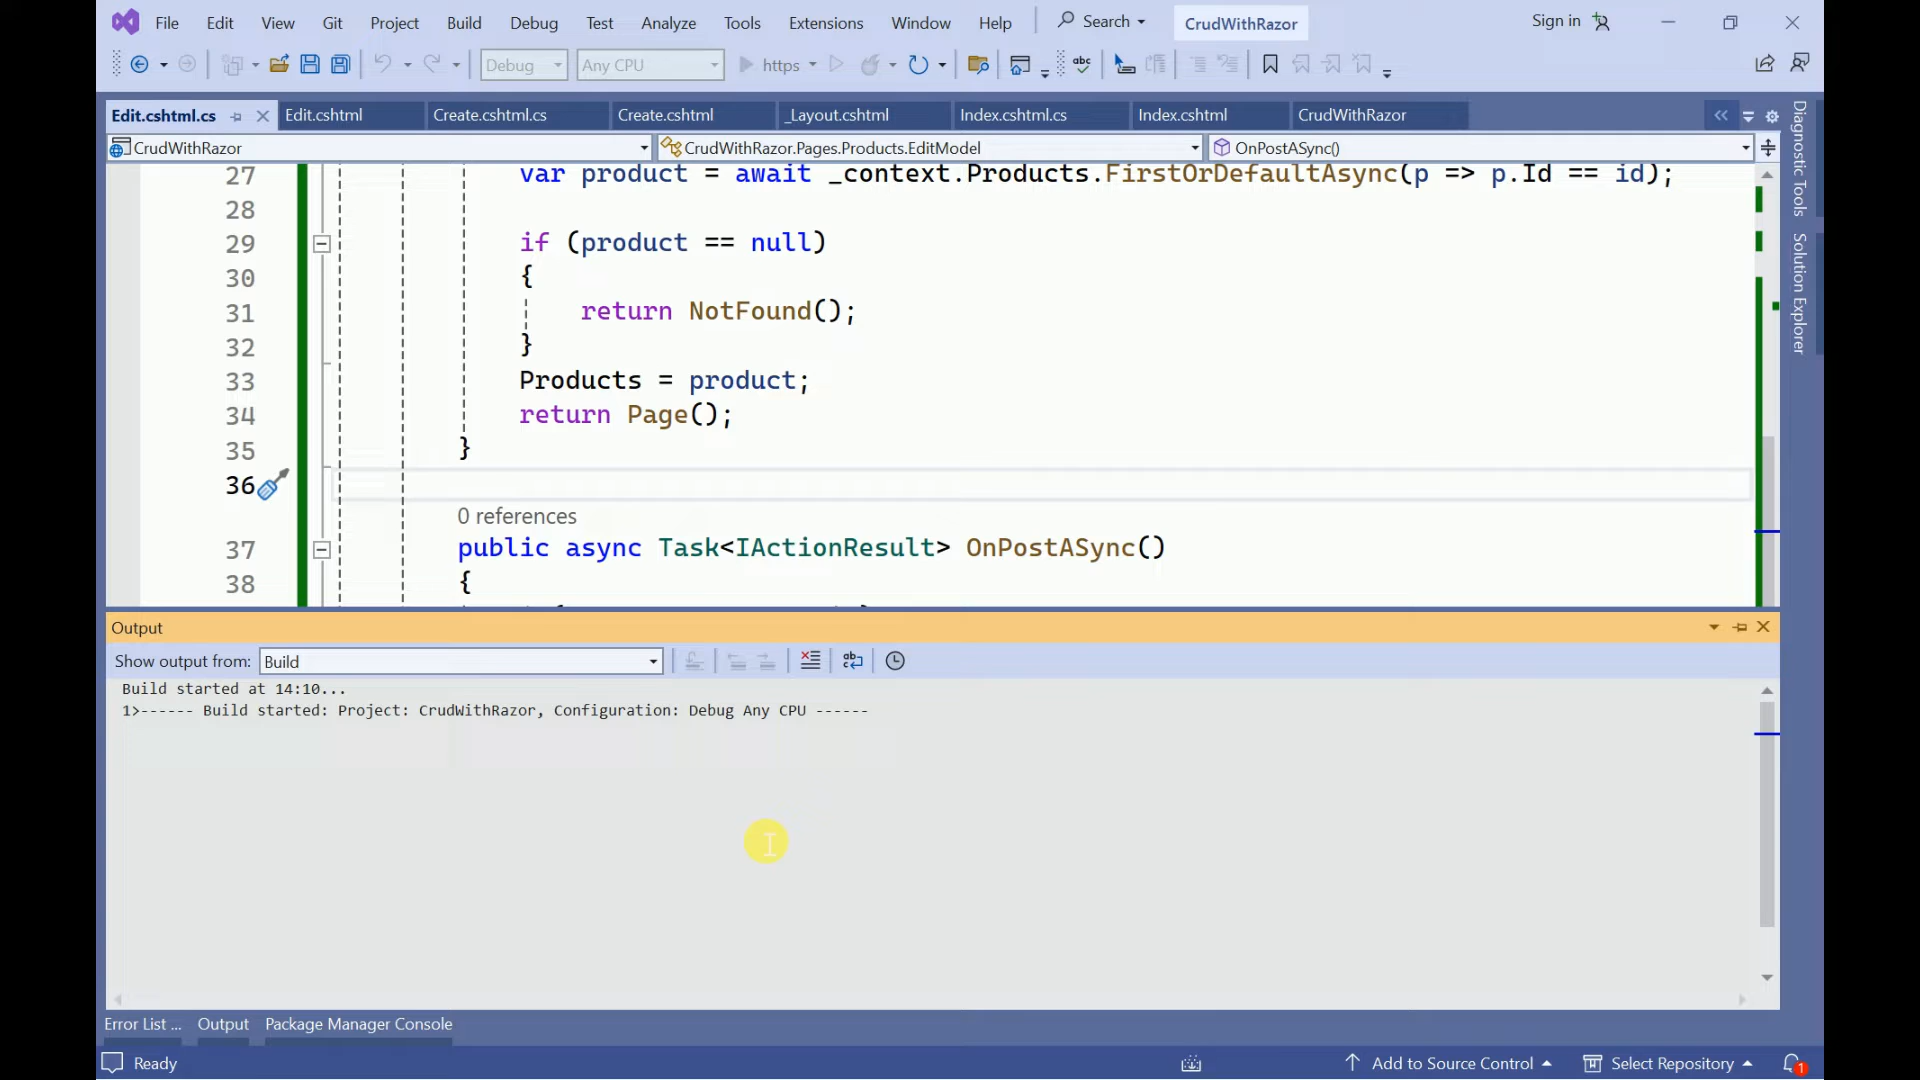 File Edit View Git Project Build Debug Test Analyze Tools Extensions Window Help Search CrudWithRazor Sign in
Debug Any CPU https
Edit.cshtml.cs Edit.cshtml Create.cshtml.cs Create.cshtml _Layout.cshtml Index.cshtml.cs Index.cshtml CrudWithRazor
CrudWithRazor CrudWithRazor.Pages.Products.EditModel OnPostASync()
27 var product = await _context.Products.FirstOrDefaultAsync(p => p.Id == id);
28
29 if (product == null)
30 {
31 return NotFound();
32 }
33 Products = product;
34 return Page();
35 }
36
0 references
37 public async Task<IActionResult> OnPostASync()
38 {
Diagnostic Tools
Solution Explorer
Output
Show output from: Build
Build started at 14:10...
1>------ Build started: Project: CrudWithRazor, Configuration: Debug Any CPU ------
Error List ... Output Package Manager Console
Ready Add to Source Control Select Repository 1